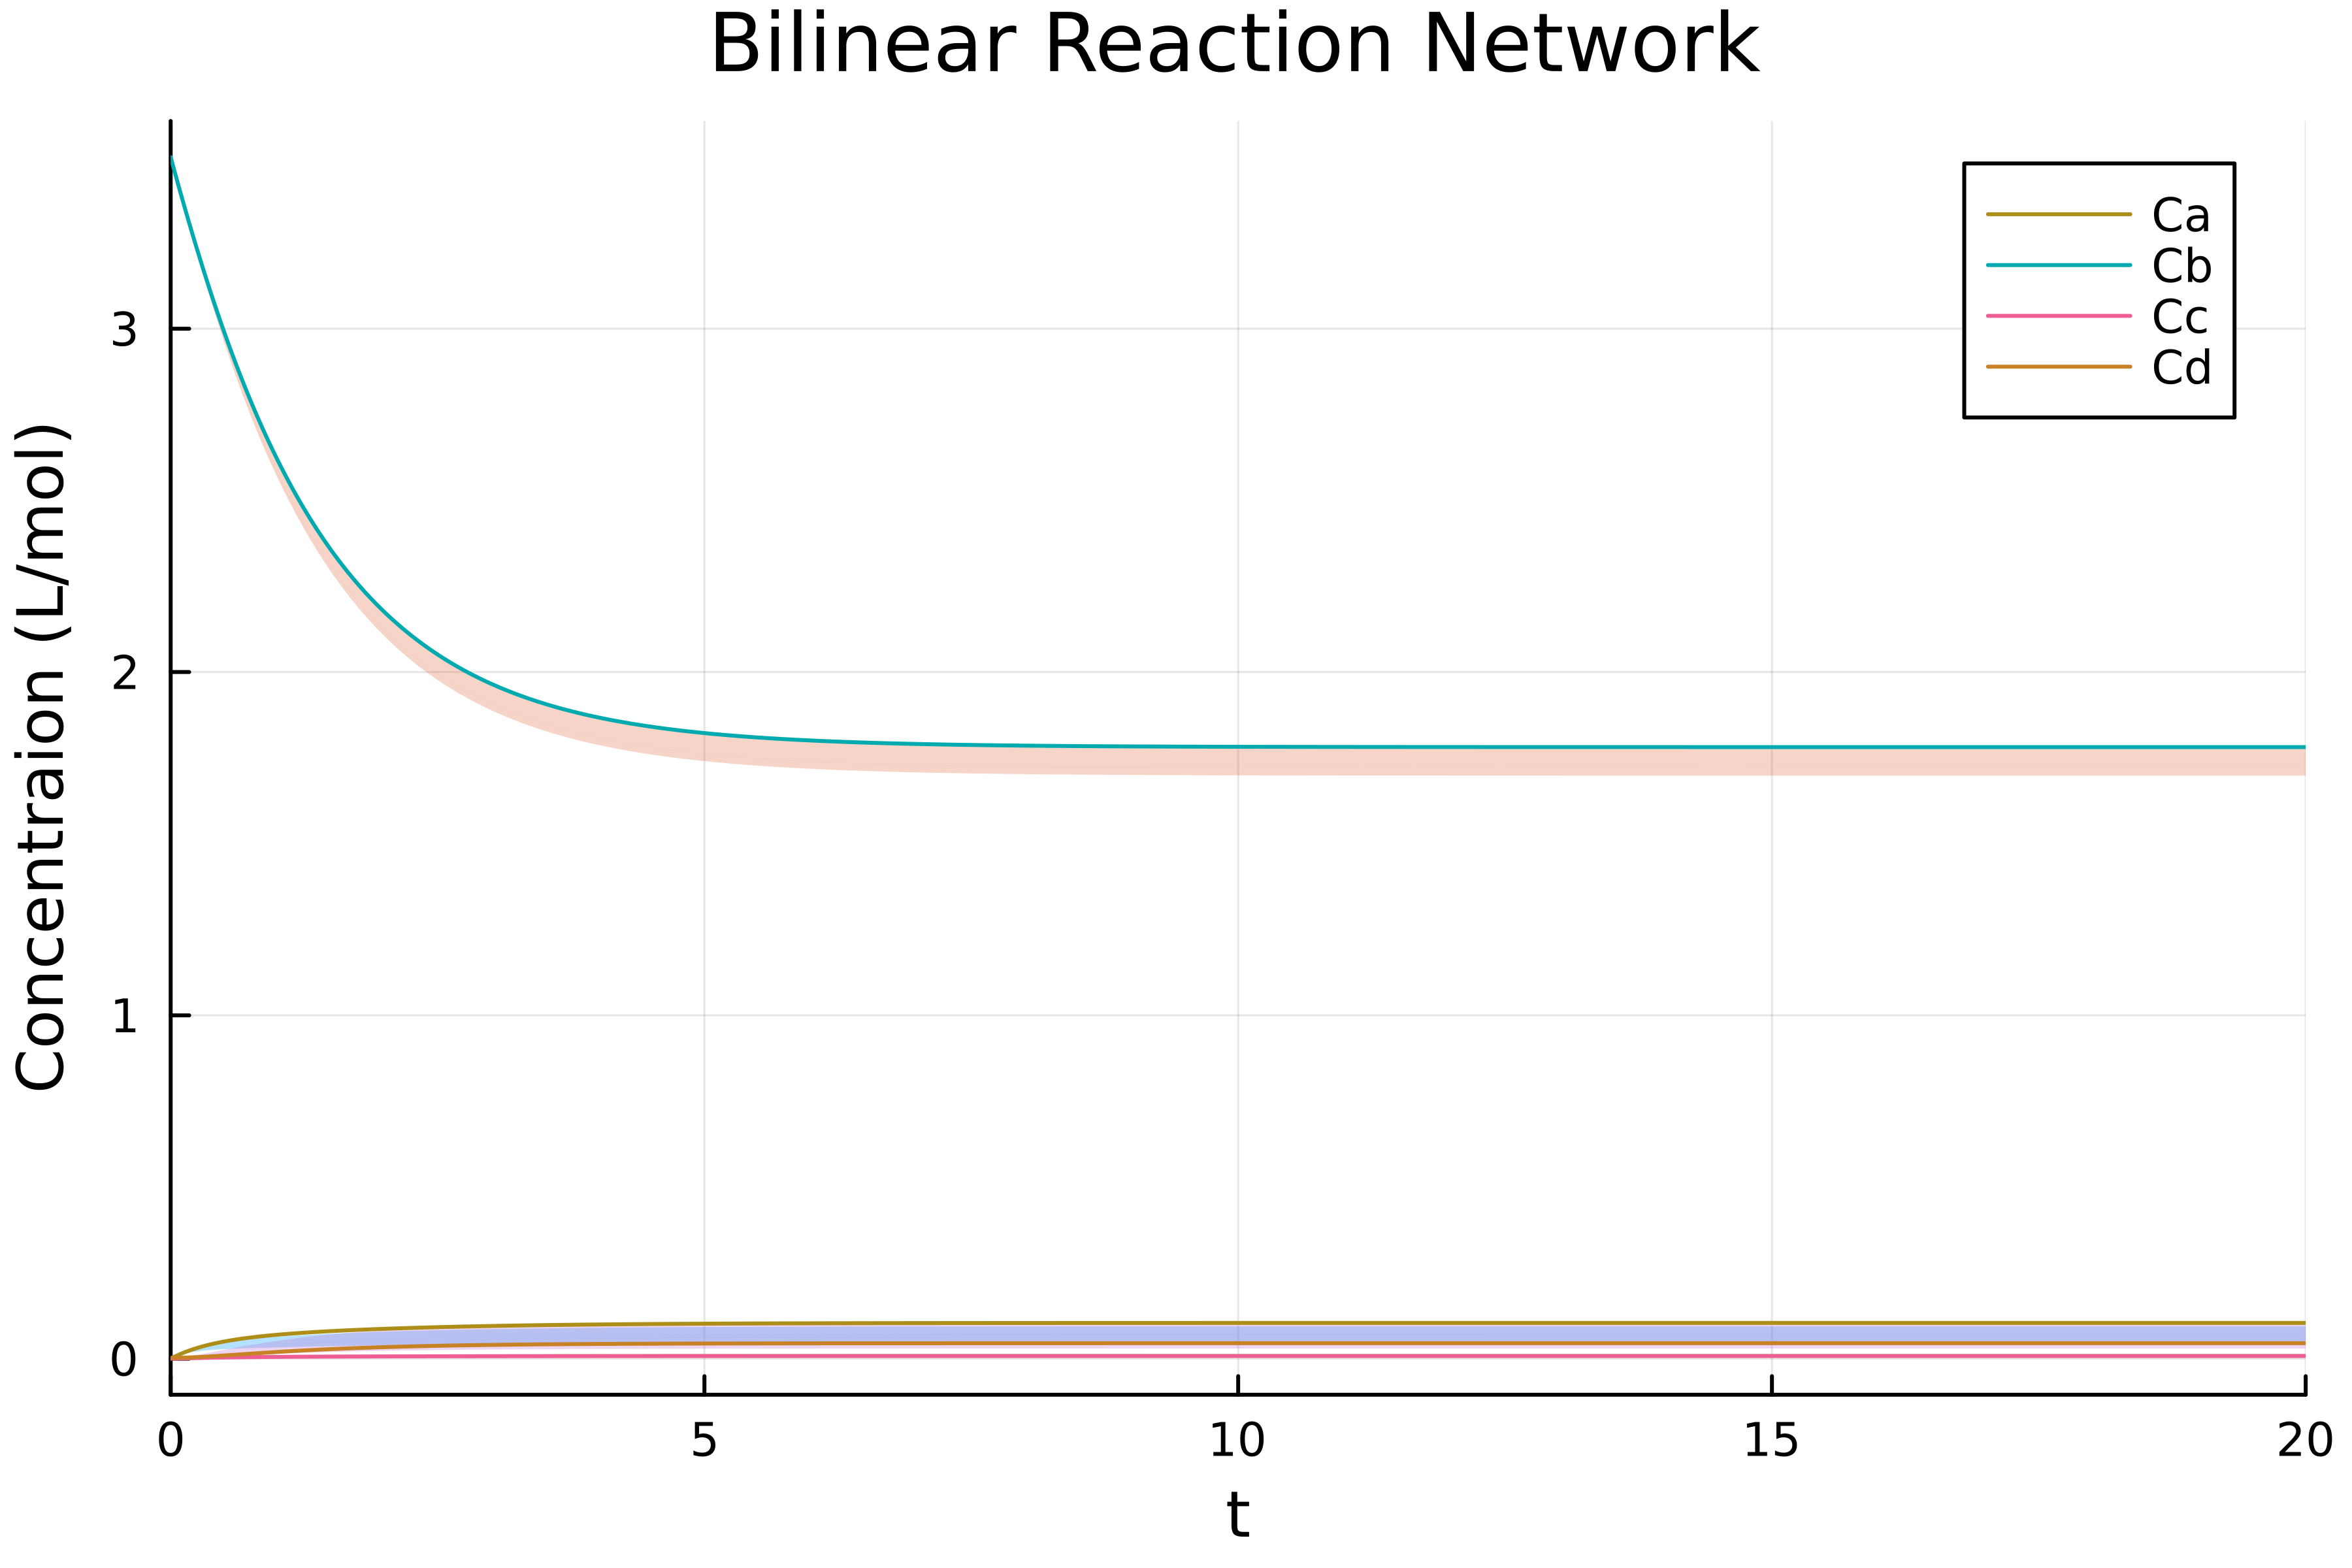 Bilinear Reaction Network
Concentraion (L/mol)
3
2
1
0
0
5
10
15
20
t
Ca
Cb
Cc
Cd